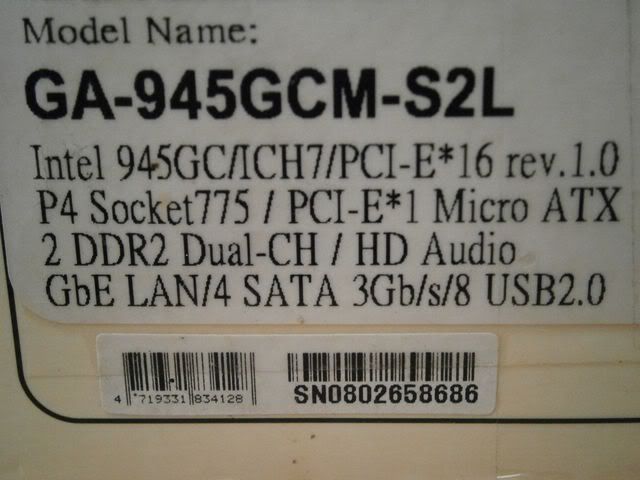 Model Name:
GA-945GCM-S2L
Intel 945GC/ICH7/PCI-E*16 rev.1.0
P4 Socket775 / PCI-E*1 Micro ATX
2 DDR2 Dual-CH / HD Audio
GbE LAN/4 SATA 3Gb/s/8 USB2.0
4 719331 834128
SN0802658686